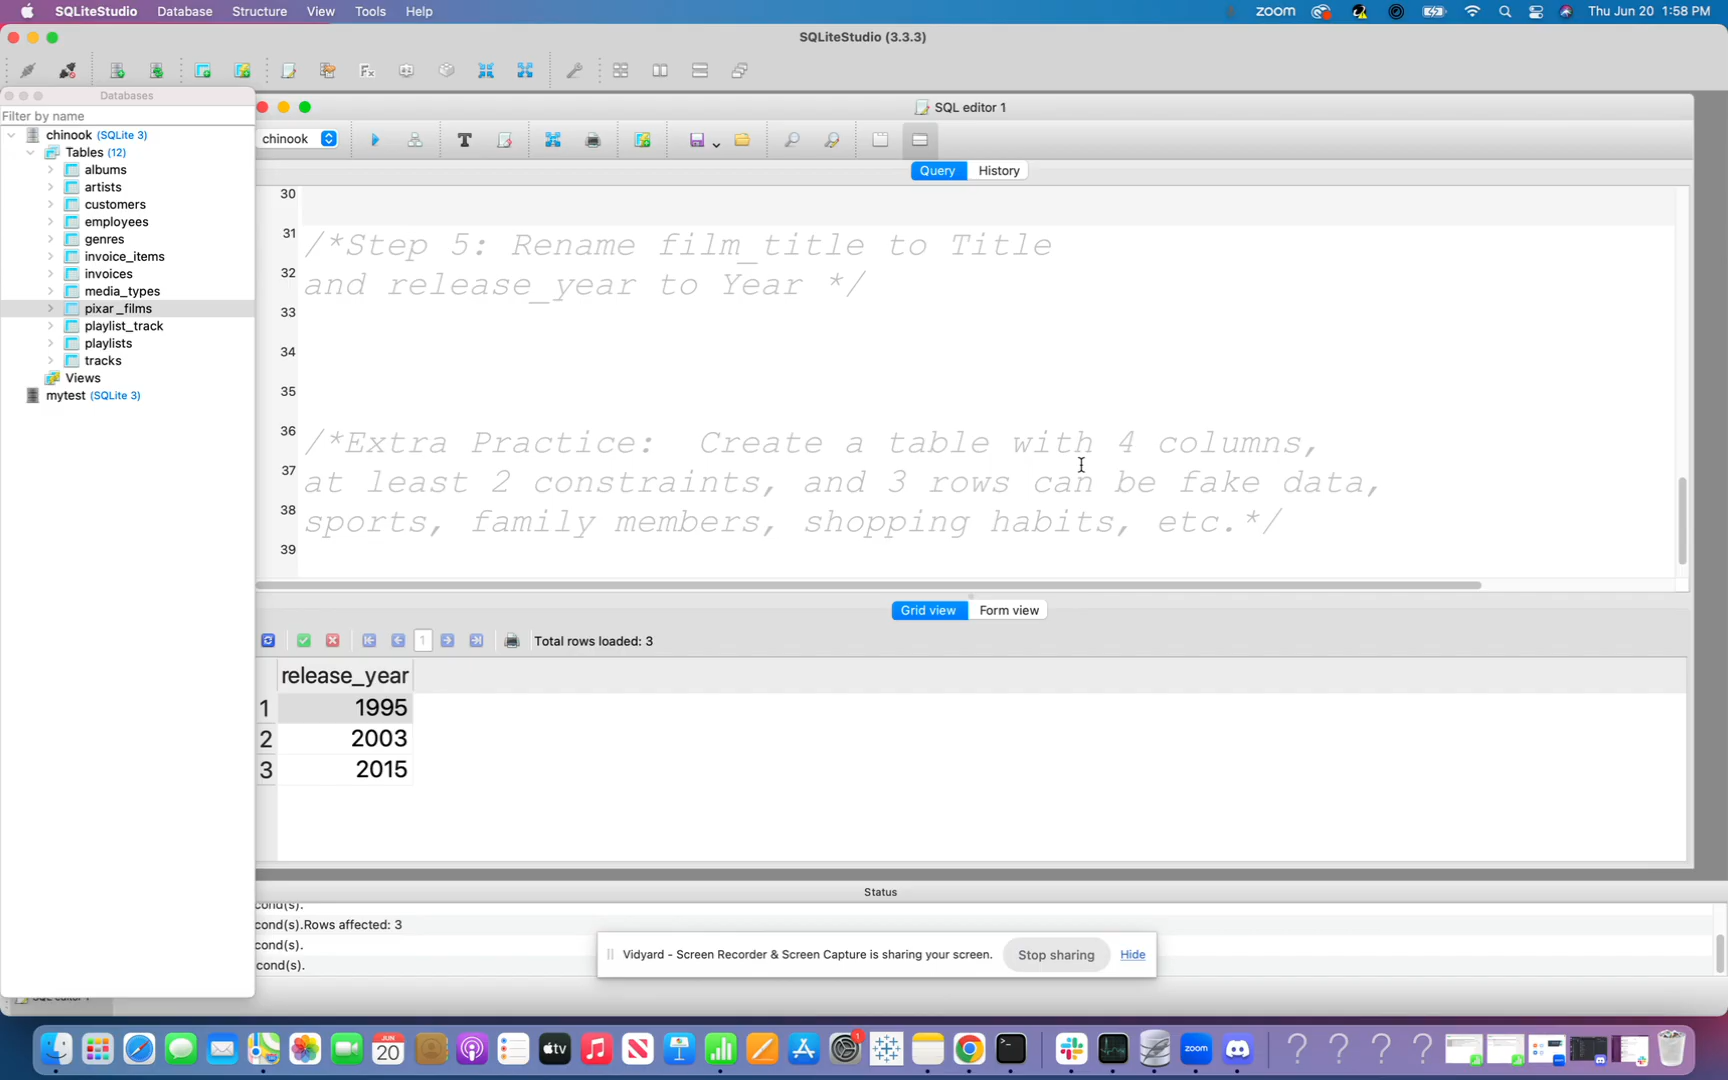 SQLiteStudio Database Structure View Tools Help
zoom
Thu Jun 20 1:58 PM
SQLiteStudio (3.3.3)
Databases
Filter by name
chinook (SQLite 3)
Tables (12)
albums
artists
customers
employees
genres
invoice_items
invoices
media_types
pixar _films
playlist_track
playlists
tracks
Views
mytest (SQLite 3)
SQL editor 1
chinook
Query History
30
31 /*Step 5: Rename film_title to Title
32 and release_year to Year */
33
34
35
36 /*Extra Practice: Create a table with 4 columns,
37 at least 2 constraints, and 3 rows can be fake data,
38 sports, family members, shopping habits, etc.*/
39
Grid view Form view
1 Total rows loaded: 3
release_year
1 1995
2 2003
3 2015
Status
cond(s).
cond(s).Rows affected: 3
cond(s).
cond(s).
Vidyard - Screen Recorder & Screen Capture is sharing your screen. Stop sharing Hide
JUN
20
tv
1
zoom